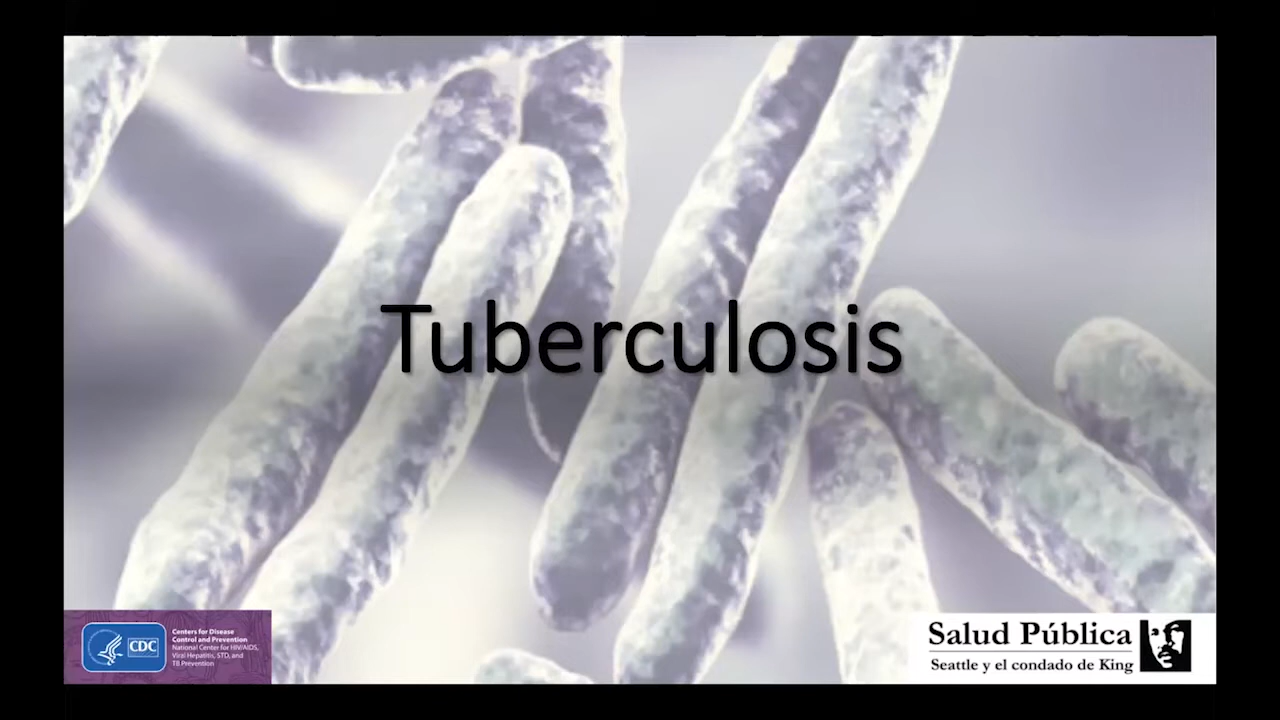 Tuberculosis
CDC
Centers for Disease
Control and Prevention
National Center for HIV/AIDS,
Viral Hepatitis, STD, and
TB Prevention
Salud Pública
Seattle y el condado de King